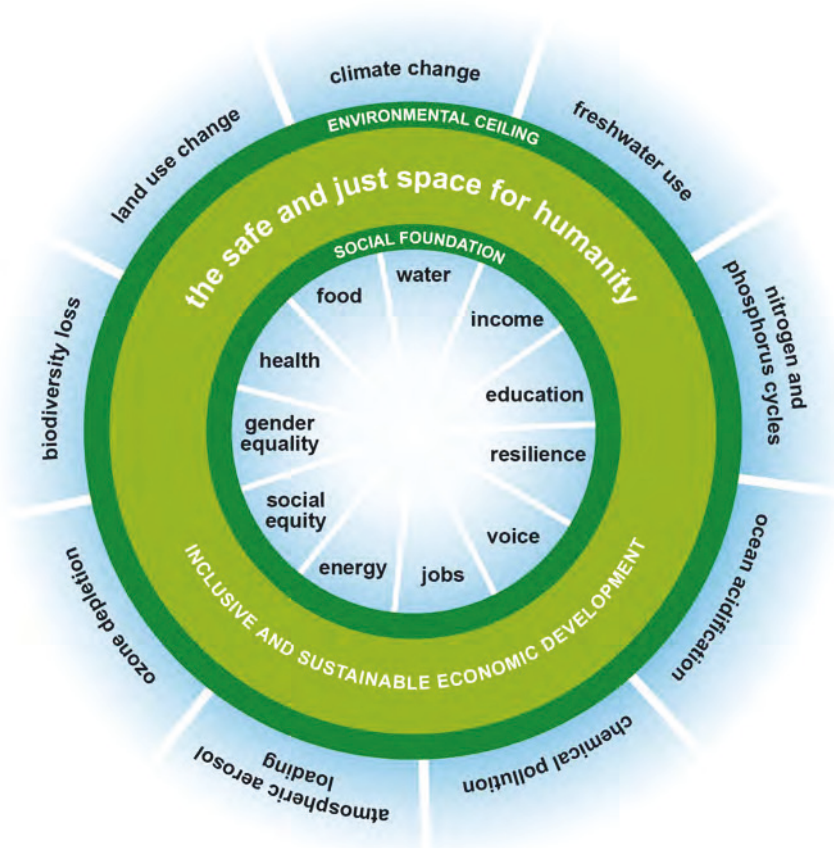 climate change
freshwater use
nitrogen and
phosphorus cycles
ocean acidification
chemical pollution
atmospheric aerosol
loading
ozone depletion
biodiversity loss
land use change
ENVIRONMENTAL CEILING
the safe and just space for humanity
SOCIAL FOUNDATION
water
income
education
resilience
voice
jobs
energy
social
equity
gender
equality
health
food
INCLUSIVE AND SUSTAINABLE ECONOMIC DEVELOPMENT